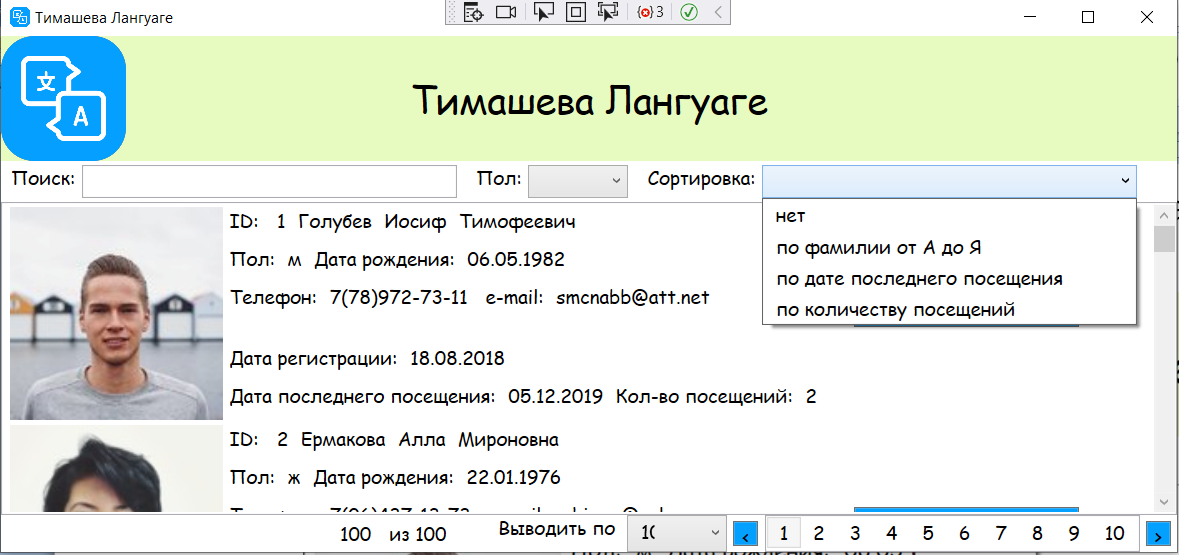 Тимашева Лангуаге
3
文 A
Тимашева Лангуаге
Поиск: Пол: Сортировка:
нет
по фамилии от А до Я
по дате последнего посещения
по количеству посещений
ID: 1 Голубев Иосиф Тимофеевич
Пол: м Дата рождения: 06.05.1982
Телефон: 7(78)972-73-11 e-mail: smcnabb@att.net
Дата регистрации: 18.08.2018
Дата последнего посещения: 05.12.2019 Кол-во посещений: 2
ID: 2 Ермакова Алла Мироновна
Пол: ж Дата рождения: 22.01.1976
100 из 100 Выводить по 10 < 1 2 3 4 5 6 7 8 9 10 >